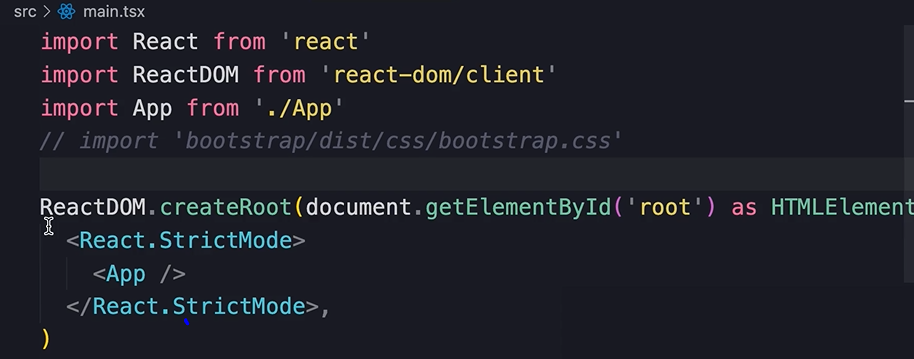 src > main.tsx
import React from 'react'
import ReactDOM from 'react-dom/client'
import App from './App'
// import 'bootstrap/dist/css/bootstrap.css'
ReactDOM.createRoot(document.getElementById('root') as HTMLElement
<React.StrictMode>
<App />
</React.StrictMode>,
)